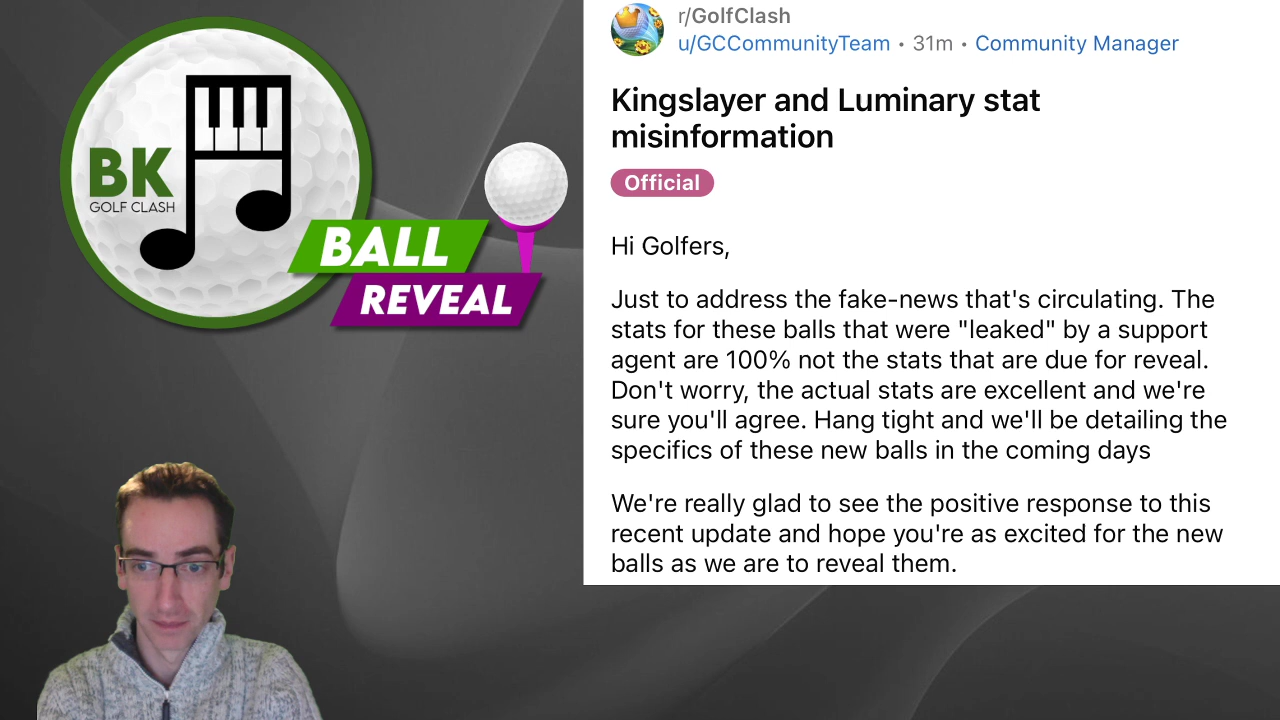 BK
GOLF CLASH
BALL
REVEAL
r/GolfClash
u/GCCommunityTeam • 31m • Community Manager
Kingslayer and Luminary stat
misinformation
Official
Hi Golfers,
Just to address the fake-news that's circulating. The
stats for these balls that were "leaked" by a support
agent are 100% not the stats that are due for reveal.
Don't worry, the actual stats are excellent and we're
sure you'll agree. Hang tight and we'll be detailing the
specifics of these new balls in the coming days
We're really glad to see the positive response to this
recent update and hope you're as excited for the new
balls as we are to reveal them.